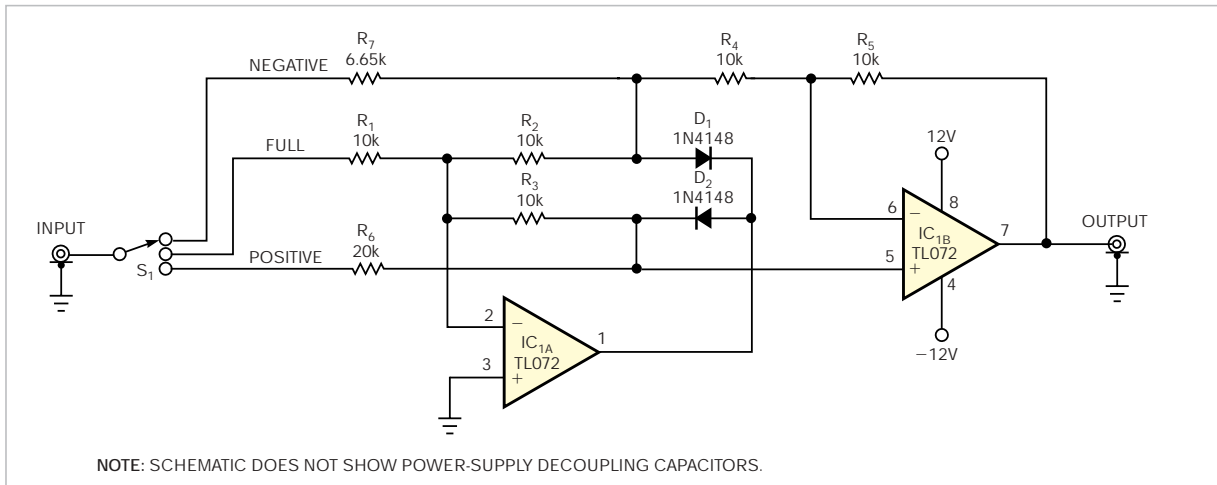 R7
6.65k
NEGATIVE
R4
10k
R5
10k
R1
10k
FULL
R2
10k
D1
1N4148
12V
R3
10k
D2
1N4148
8
6
−
INPUT
IC1B
TL072
7
OUTPUT
S1
POSITIVE
R6
20k
5
+
4
−12V
2
−
IC1A
TL072
1
3
+
NOTE: SCHEMATIC DOES NOT SHOW POWER-SUPPLY DECOUPLING CAPACITORS.